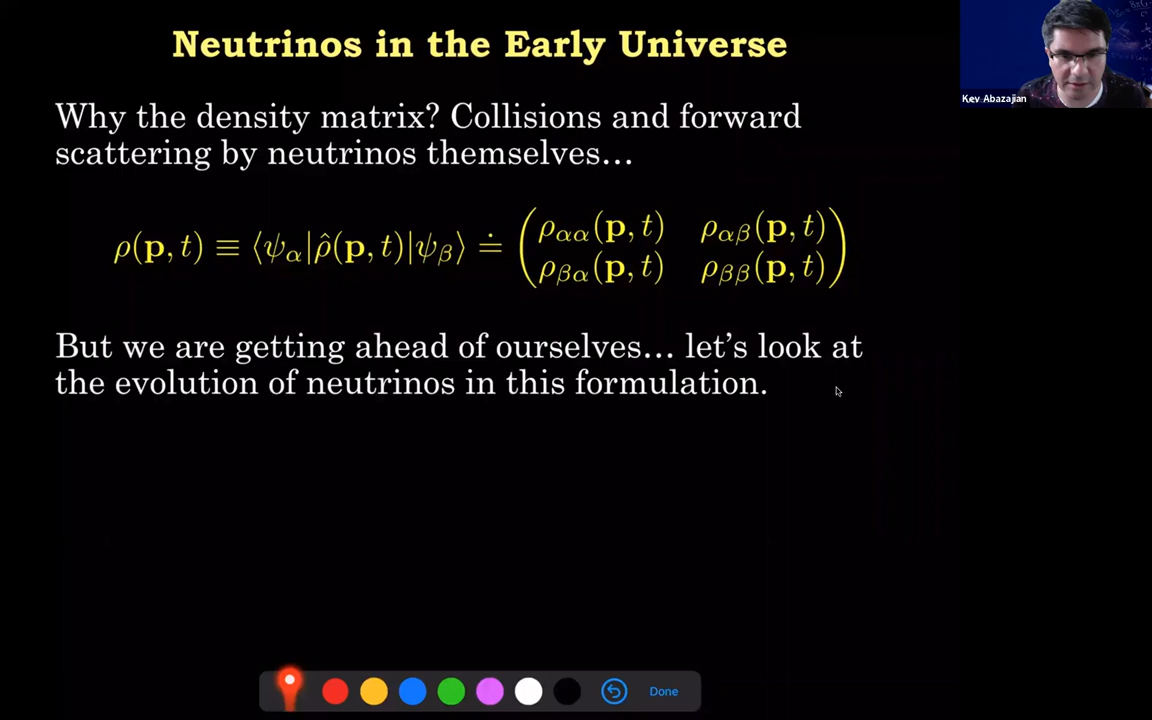 Neutrinos in the Early Universe
Kev Abazajian
Why the density matrix? Collisions and forward
scattering by neutrinos themselves…
ρ(𝐩, t) ≡ ⟨ψ_α|ρ̂(𝐩, t)|ψ_β⟩ ≐ ( ρ_αα(𝐩, t) ρ_αβ(𝐩, t)
ρ_βα(𝐩, t) ρ_ββ(𝐩, t) )
But we are getting ahead of ourselves… let’s look at
the evolution of neutrinos in this formulation.
Done